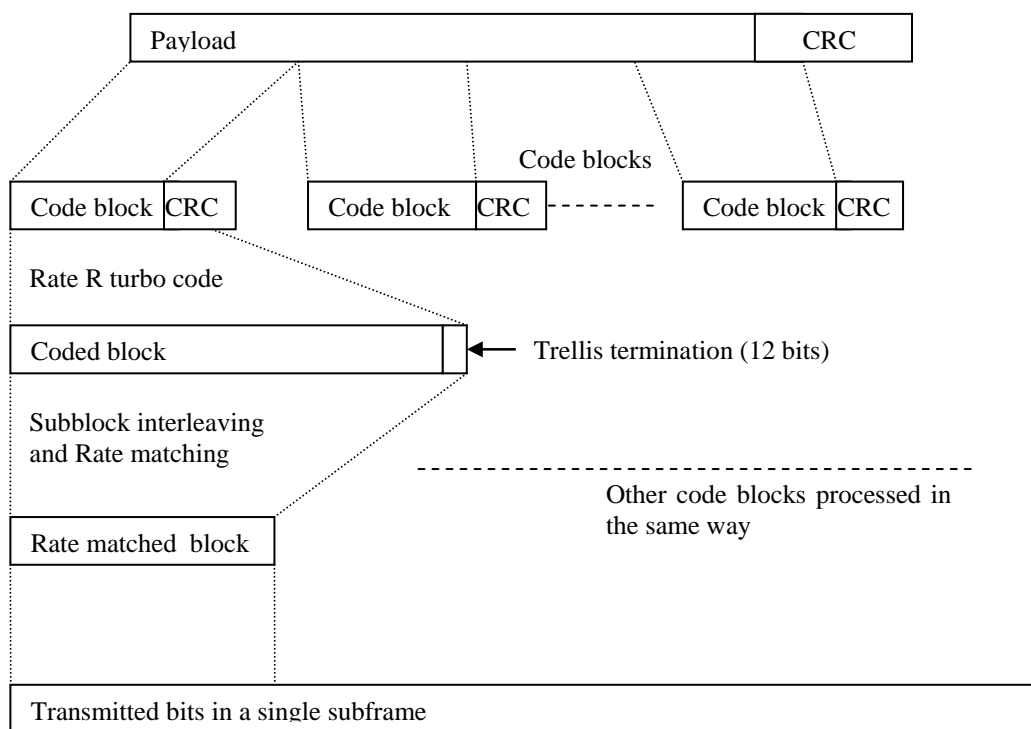 Payload CRC
Code blocks
Code block CRC Code block CRC Code block CRC
Rate R turbo code
Coded block
Trellis termination (12 bits)
Subblock interleaving
and Rate matching
Other code blocks processed in
the same way
Rate matched block
Transmitted bits in a single subframe